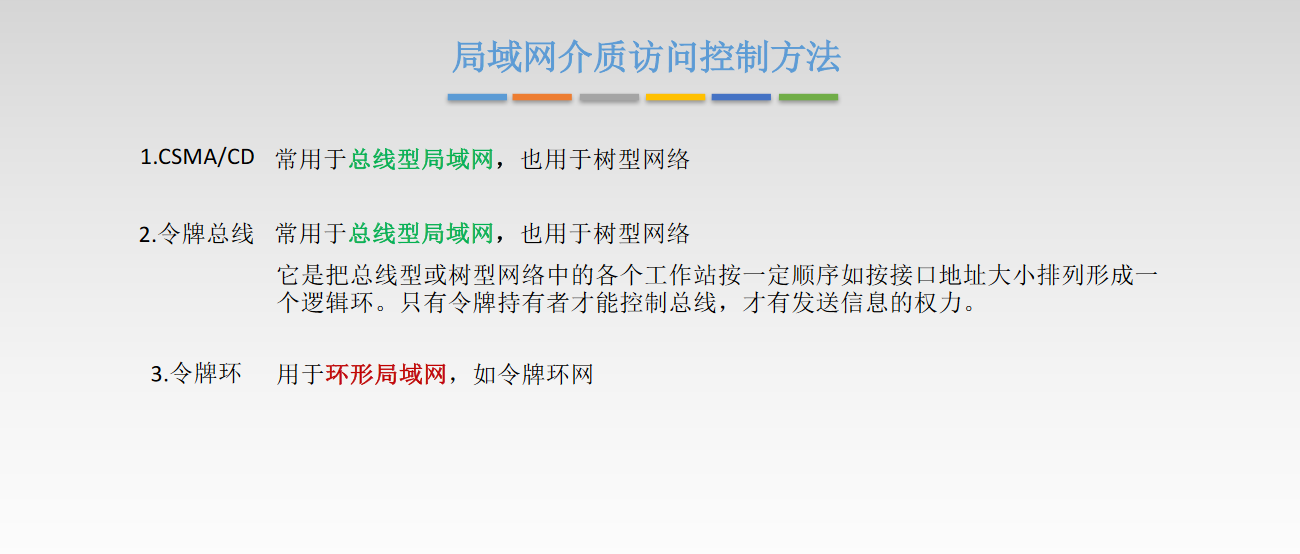 局域网介质访问控制方法
1.CSMA/CD 常用于总线型局域网，也用于树型网络
2.令牌总线 常用于总线型局域网，也用于树型网络
它是把总线型或树型网络中的各个工作站按一定顺序如按接口地址大小排列形成一
个逻辑环。只有令牌持有者才能控制总线，才有发送信息的权力。
3.令牌环 用于环形局域网，如令牌环网